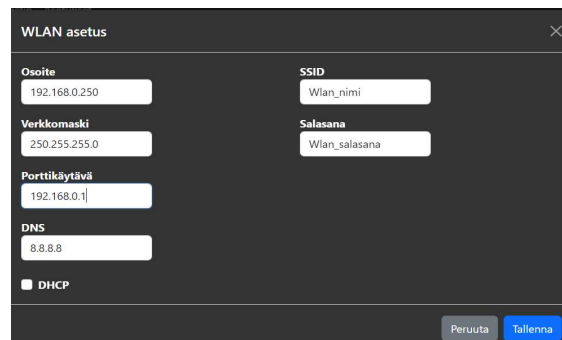 WLAN asetus
Osoite
192.168.0.250
Verkkomaski
250.255.255.0
Porttikäytävä
192.168.0.1
DNS
8.8.8.8
DHCP
SSID
Wlan_nimi
Salasana
Wlan_salasana
Peruuta
Tallenna